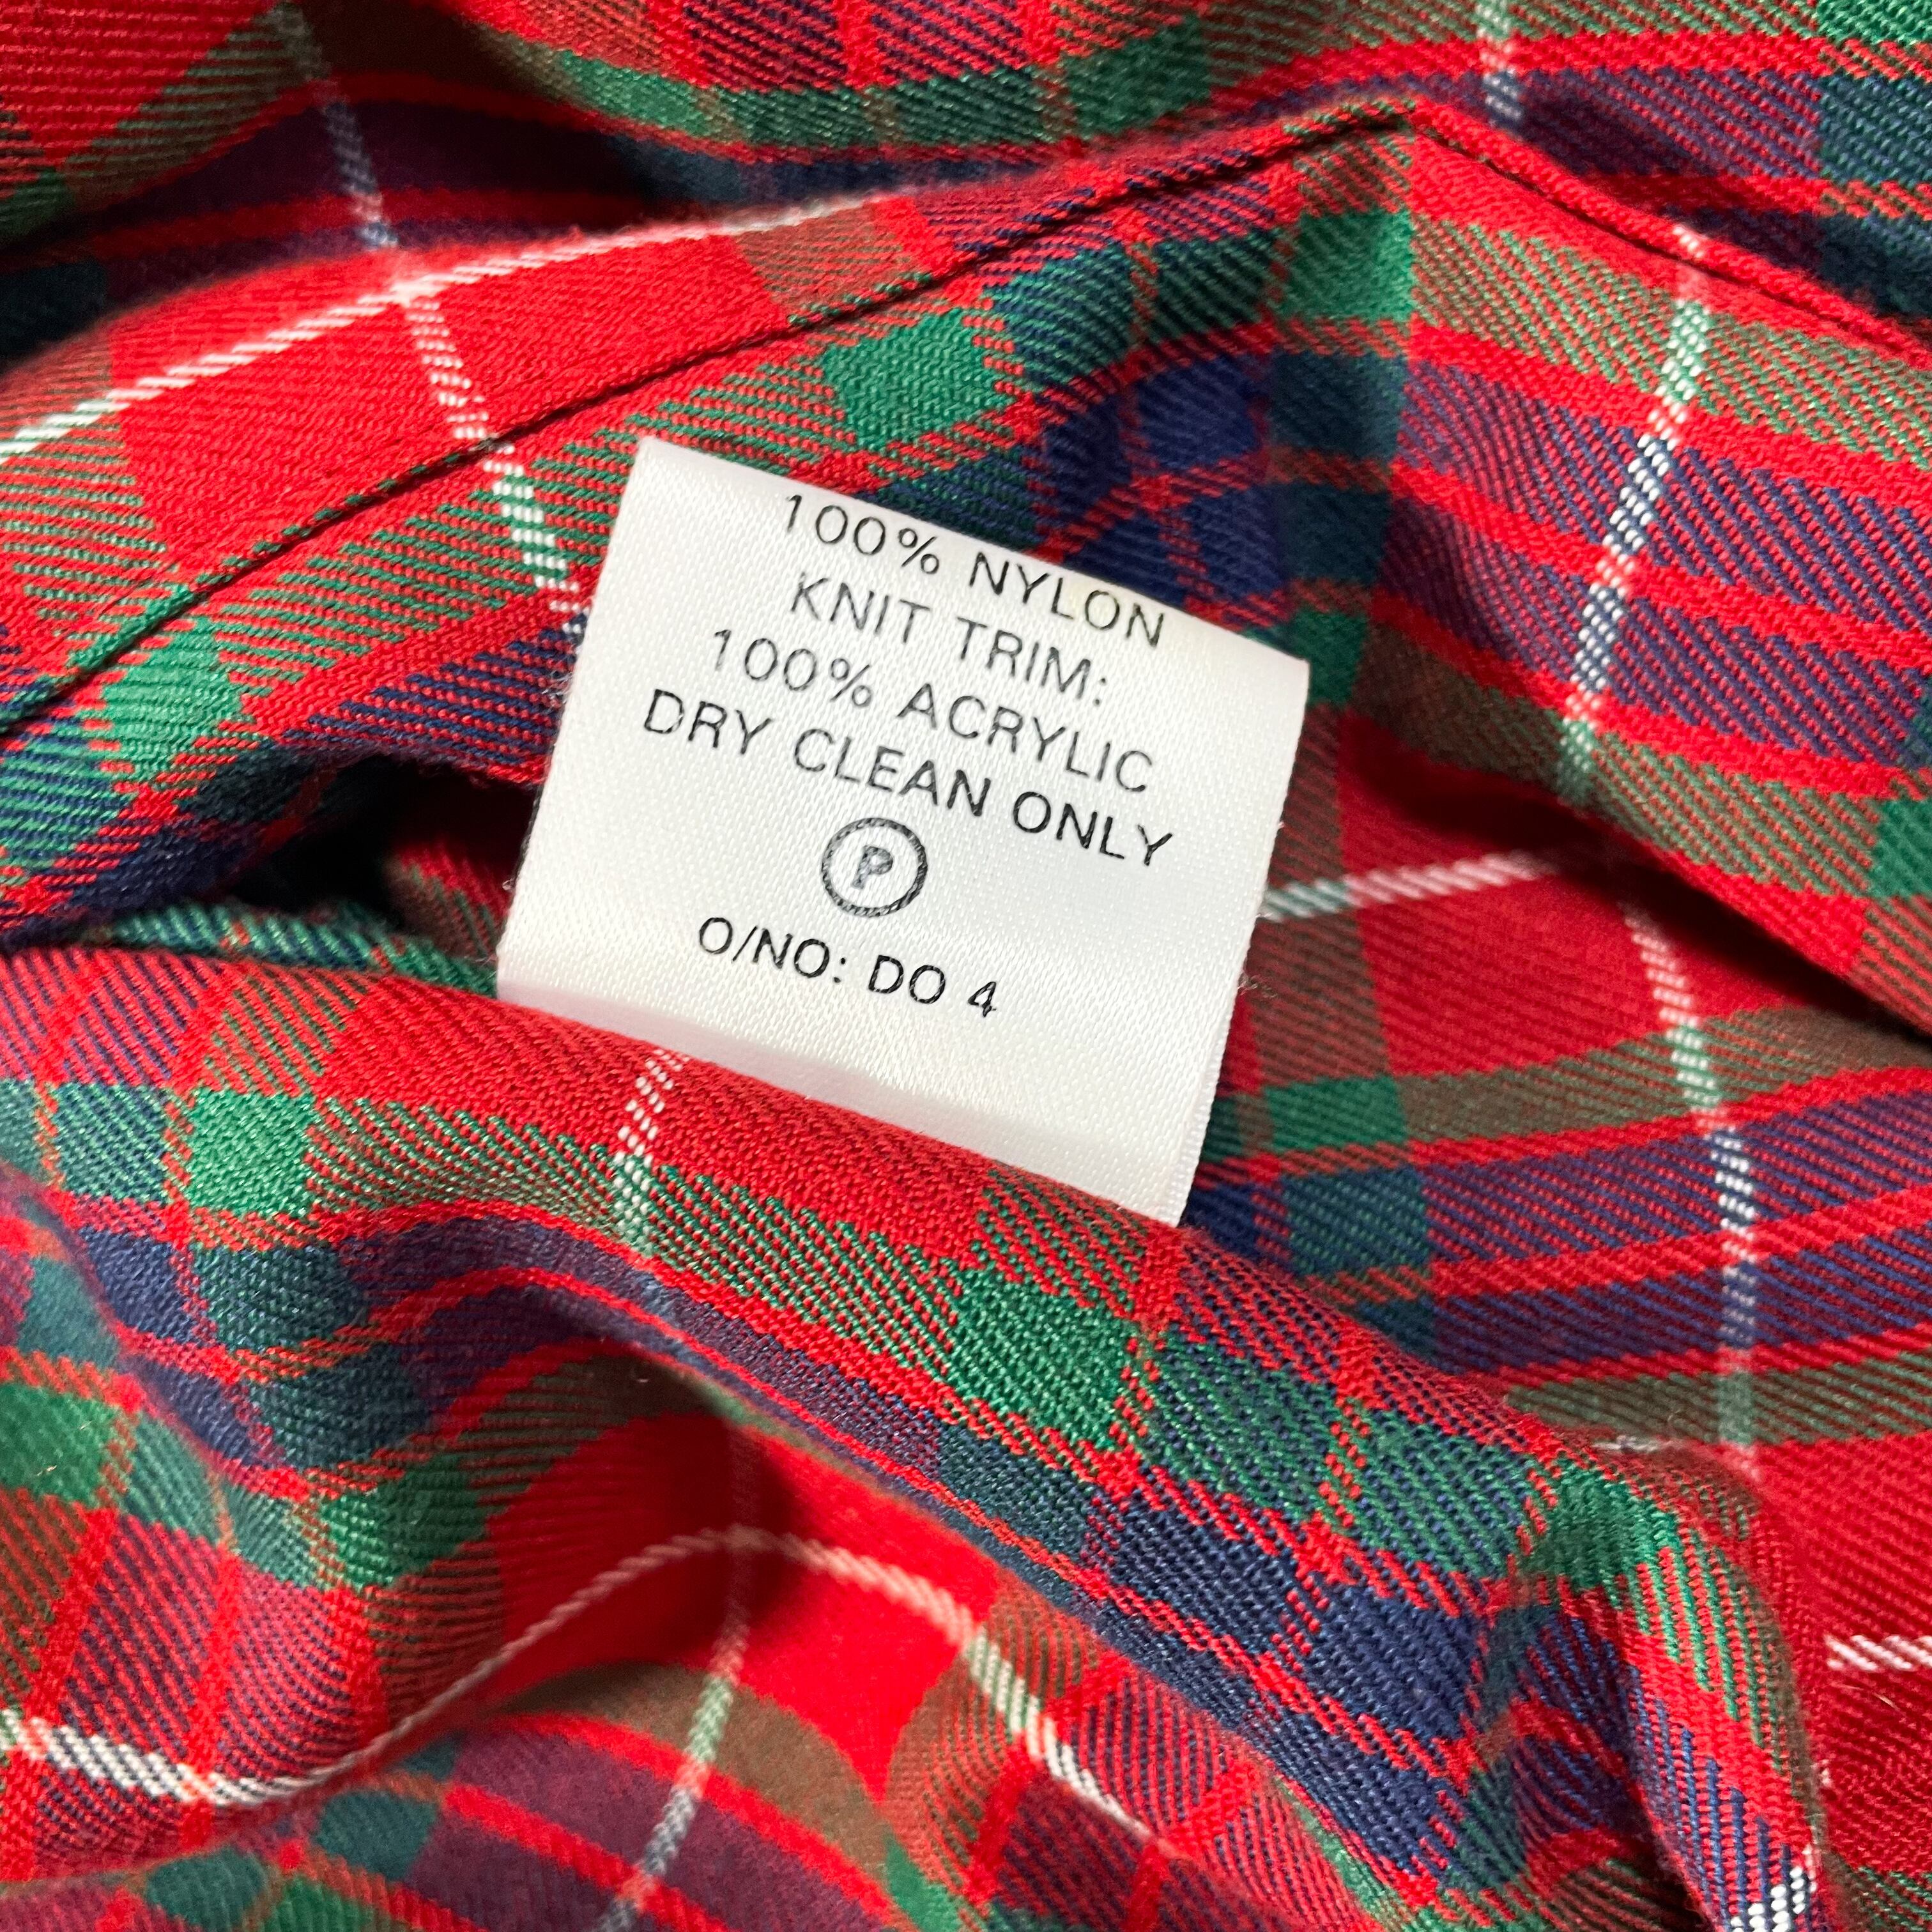 100% NYLON
KNIT TRIM:
100% ACRYLIC
DRY CLEAN ONLY
P
O/NO: DO 4